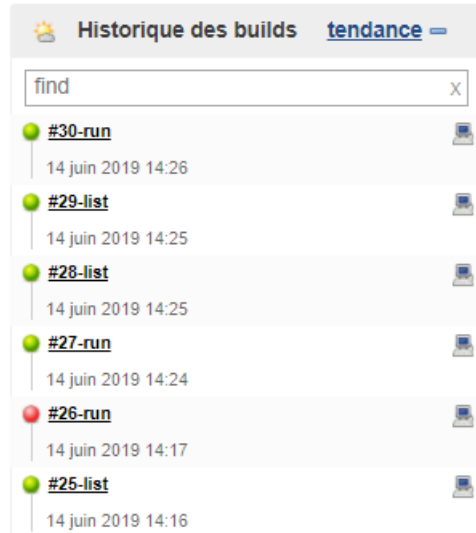 Historique des builds tendance
find X
#30-run
14 juin 2019 14:26
#29-list
14 juin 2019 14:25
#28-list
14 juin 2019 14:25
#27-run
14 juin 2019 14:24
#26-run
14 juin 2019 14:17
#25-list
14 juin 2019 14:16